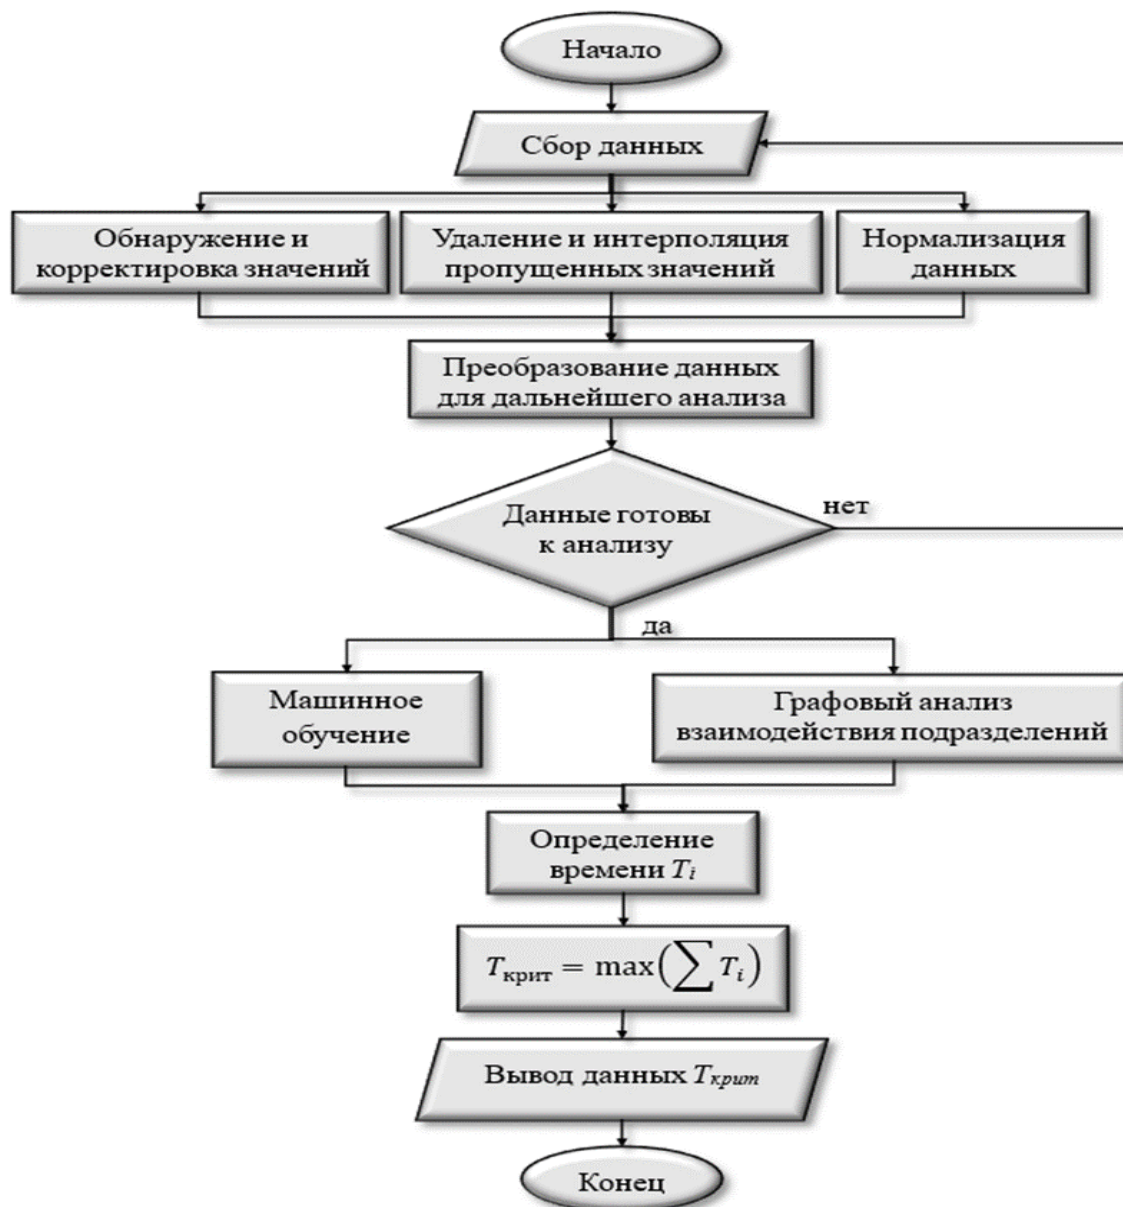 Начало
Сбор данных
Обнаружение и
корректировка значений
Удаление и интерполяция
пропущенных значений
Нормализация
данных
Преобразование данных
для дальнейшего анализа
Данные готовы
к анализу
нет
да
Машинное
обучение
Графовый анализ
взаимодействия подразделений
Определение
времени Tᵢ
Tкрит = max(∑ Tᵢ)
Вывод данных Tкрит
Конец